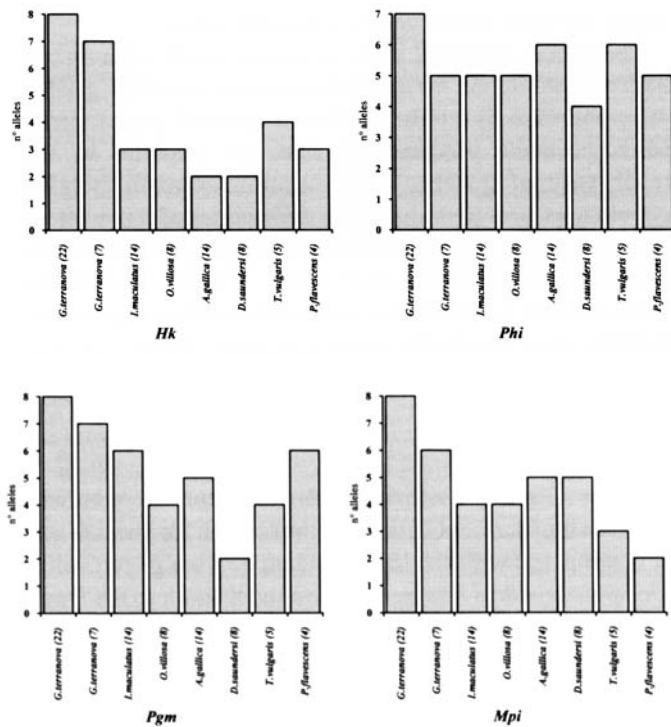 8
7
6
5
4
3
2
1
0
n° alleles
G.terranova (22)
G.terranova (7)
I.maculatus (14)
O.villosa (8)
A.gallica (14)
D.saundersi (8)
T.vulgaris (5)
P.flavescens (4)
Hk
7
6
5
4
3
2
1
0
n° alleles
G.terranova (22)
G.terranova (7)
I.maculatus (14)
O.villosa (8)
A.gallica (14)
D.saundersi (8)
T.vulgaris (5)
P.flavescens (4)
Phi
8
7
6
5
4
3
2
1
0
n° alleles
G.terranova (22)
G.terranova (7)
I.maculatus (14)
O.villosa (8)
A.gallica (14)
D.saundersi (8)
T.vulgaris (5)
P.flavescens (4)
Pgm
8
7
6
5
4
3
2
1
0
n° alleles
G.terranova (22)
G.terranova (7)
I.maculatus (14)
O.villosa (8)
A.gallica (14)
D.saundersi (8)
T.vulgaris (5)
P.flavescens (4)
Mpi